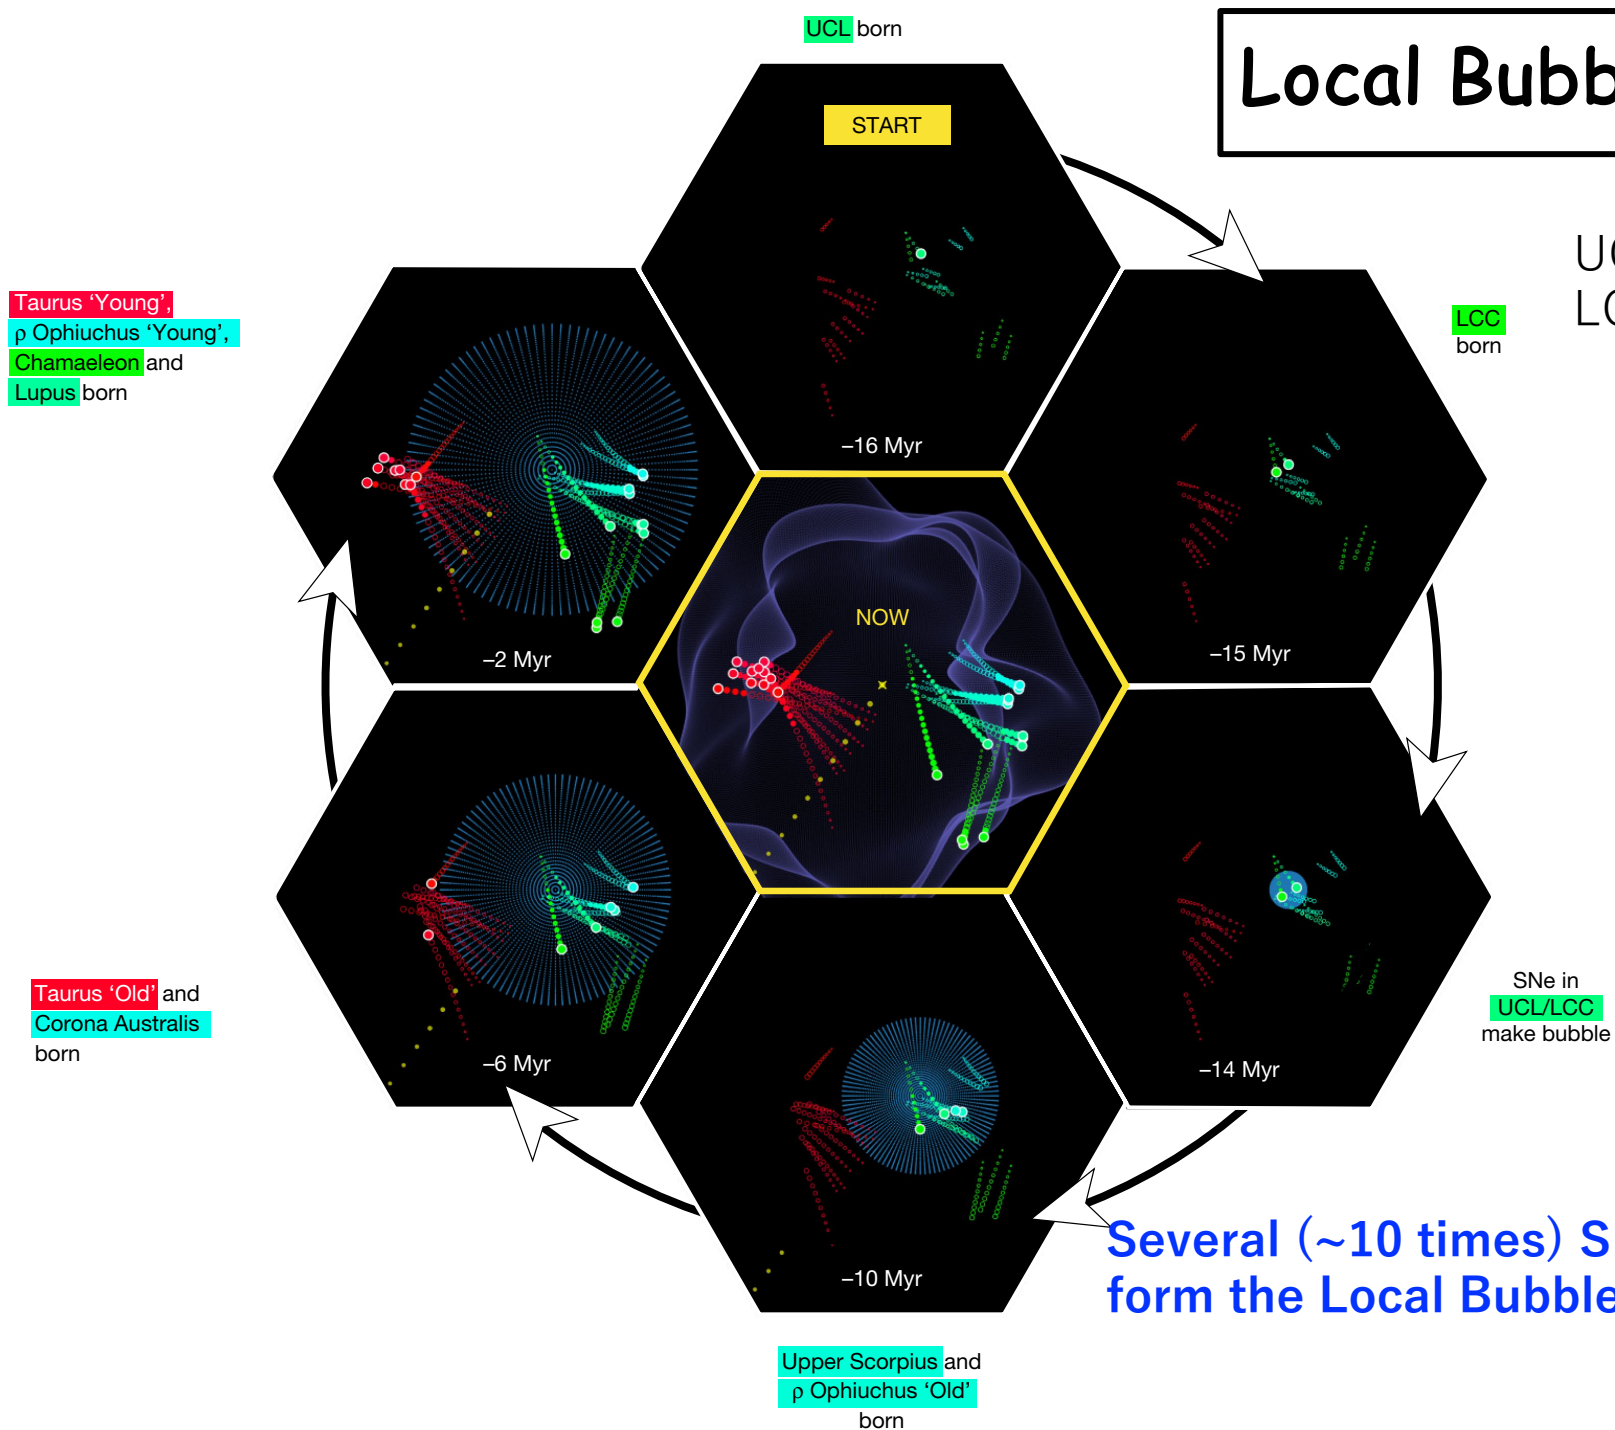 UCL born
Local Bubb
START
–16 Myr
UC
LC
LCC
born
–15 Myr
SNe in
UCL/LCC
make bubble
–14 Myr
Several (~10 times) S
form the Local Bubble
–10 Myr
Upper Scorpius and
ρ Ophiuchus ‘Old’
born
Taurus ‘Old’ and
Corona Australis
born
–6 Myr
Taurus ‘Young’,
ρ Ophiuchus ‘Young’,
Chamaeleon and
Lupus born
–2 Myr
NOW